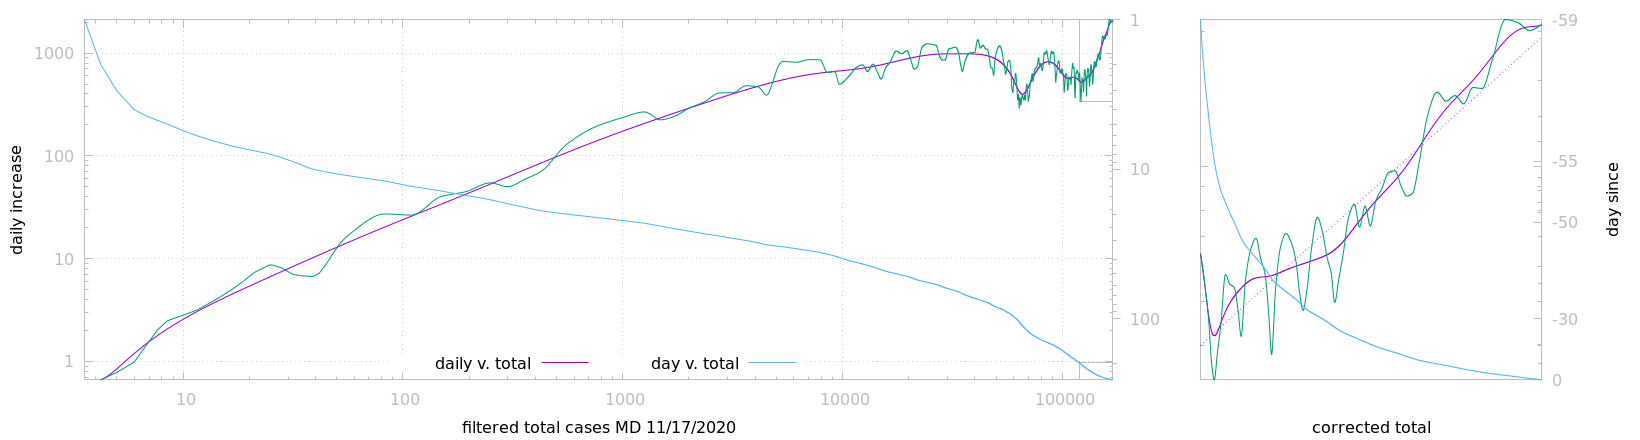 1000
100
10
1
daily increase
daily v. total
day v. total
10
100
1000
10000
100000
filtered total cases MD 11/17/2020
1
10
100
-59
-55
-50
-30
0
day since
corrected total